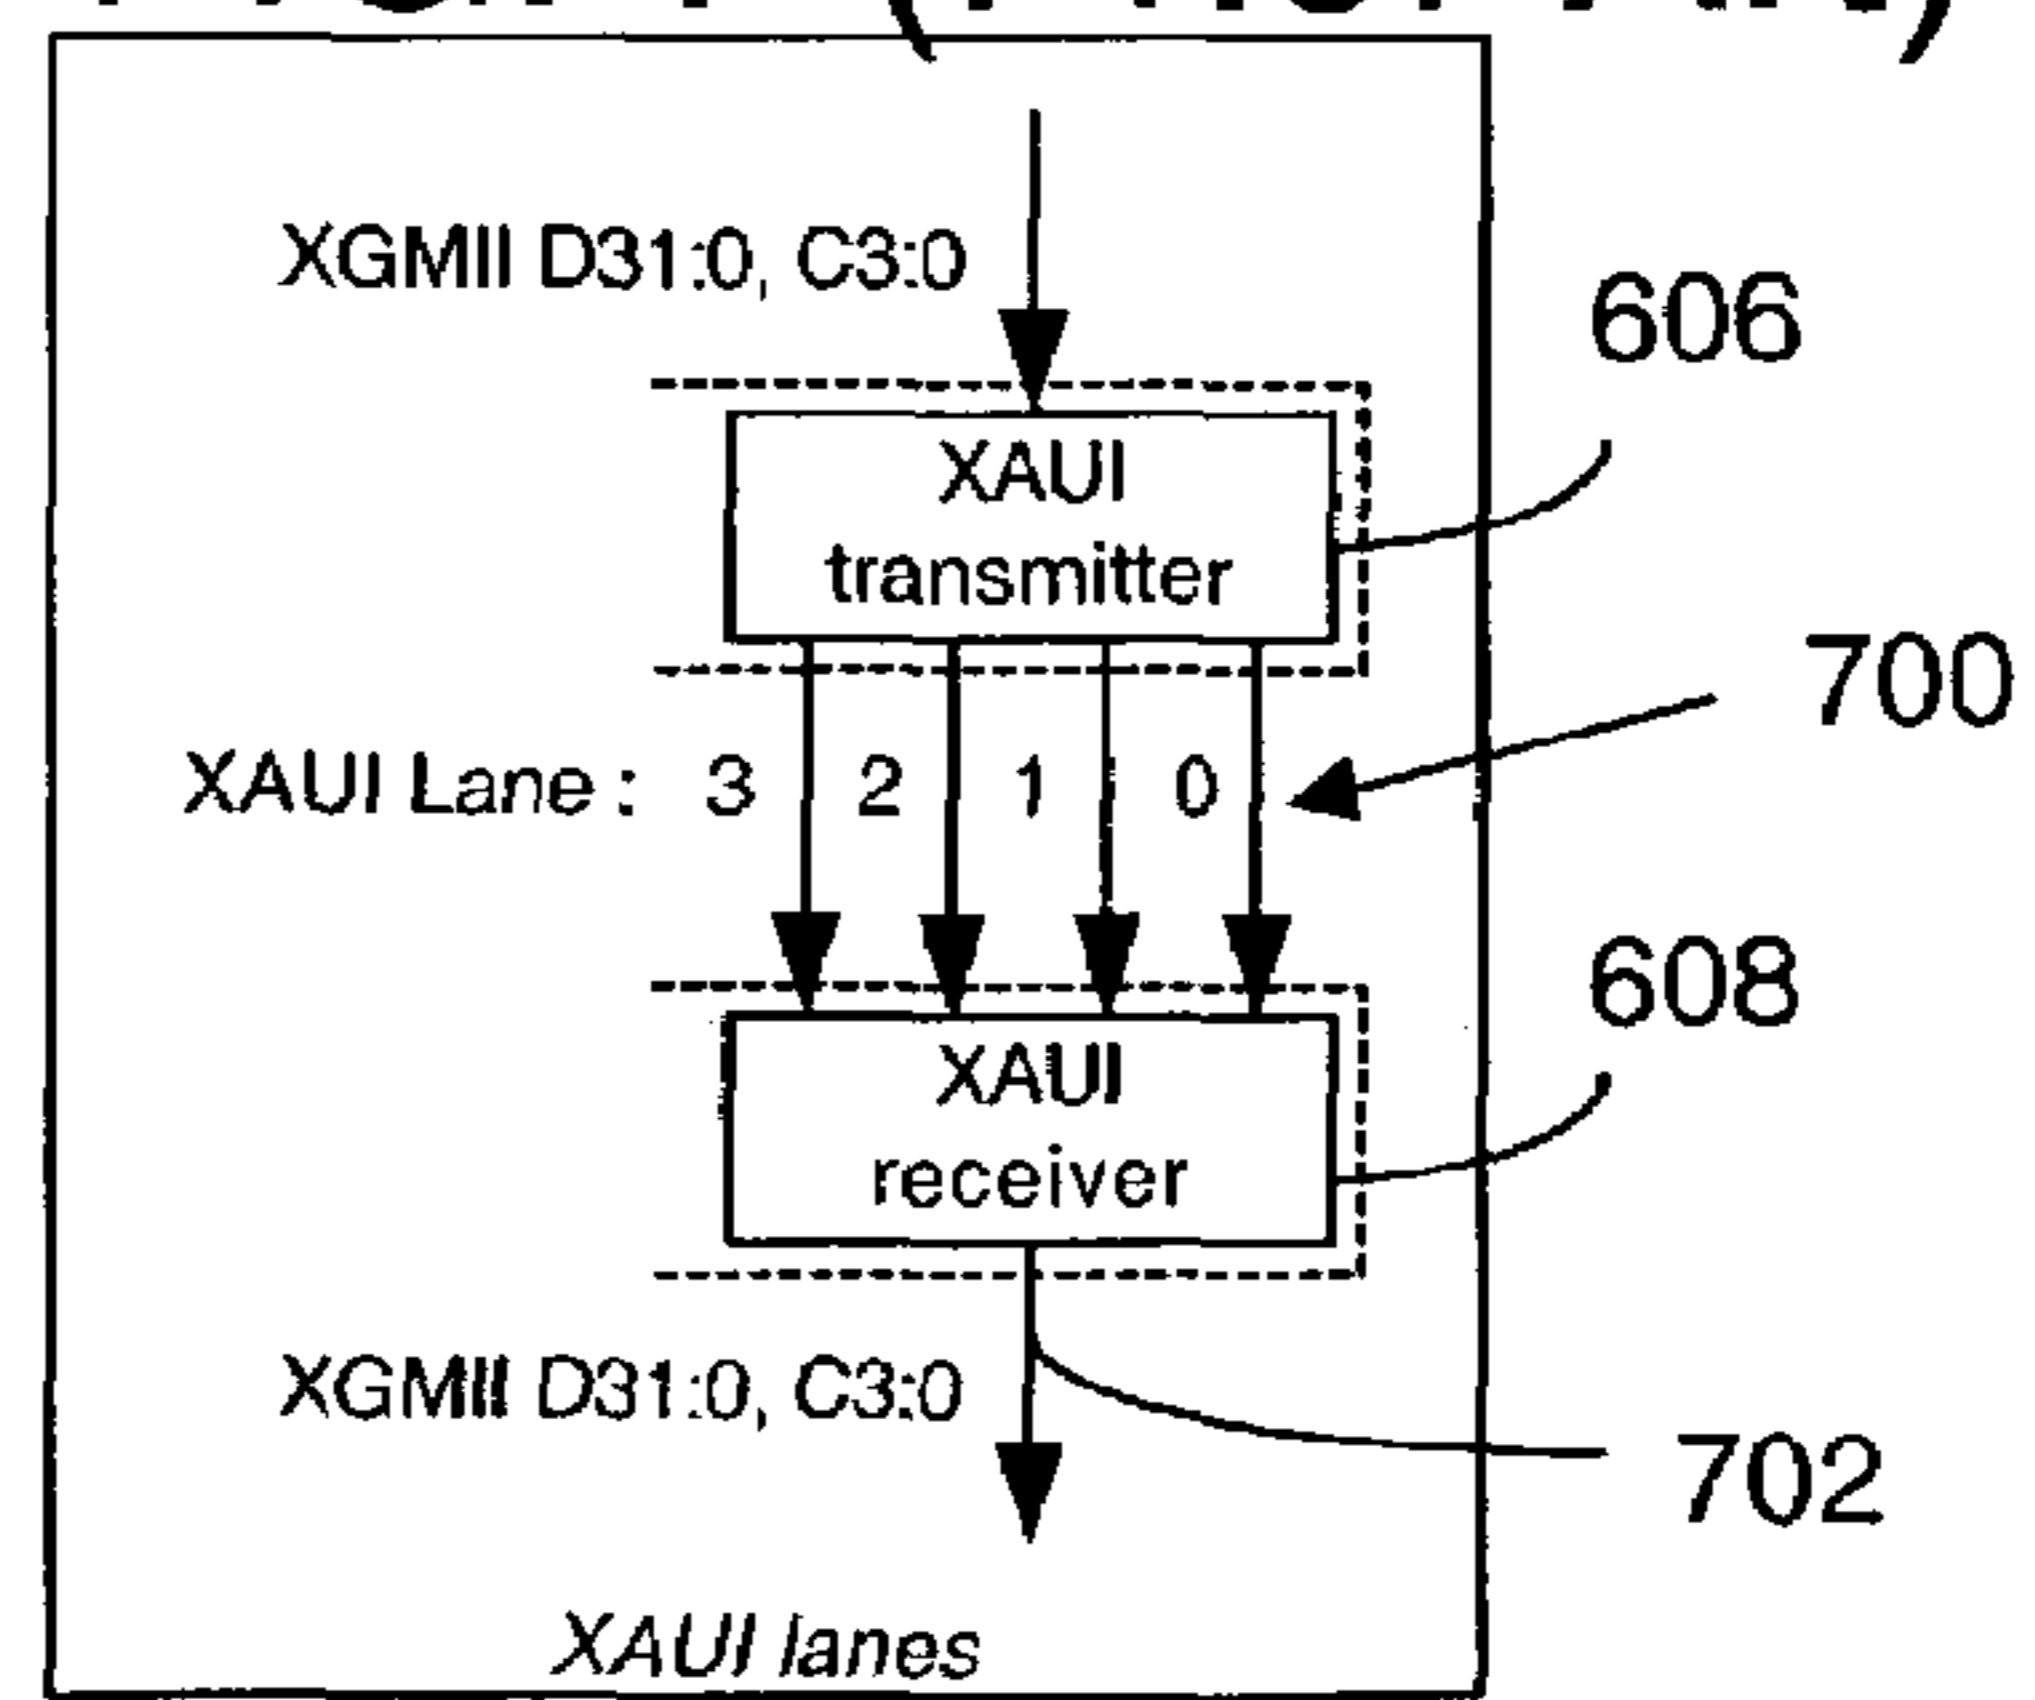 XGMII D31:0, C3:0
606
XAUI
transmitter
700
XAUI Lane : 3 2 1 0
608
XAUI
receiver
XGMII D31:0, C3:0
702
XAUI lanes